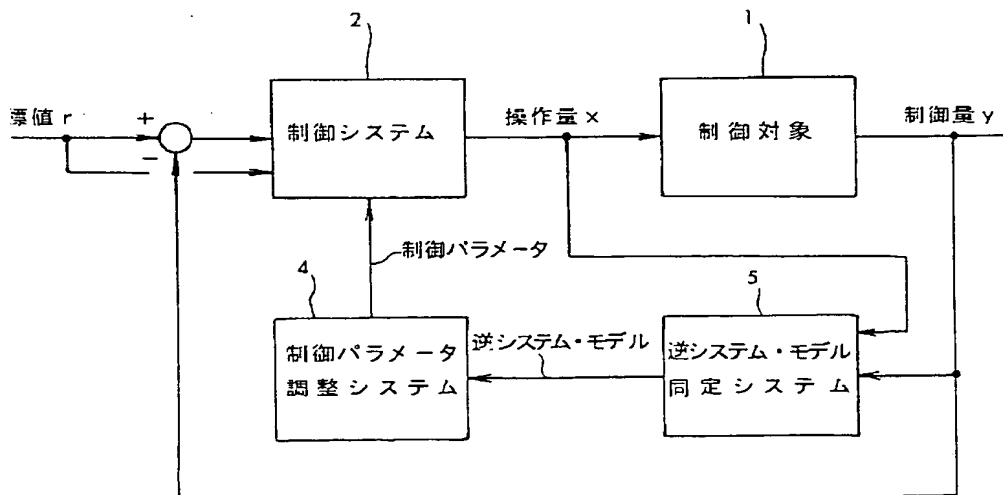 2
1
標値 r
+
-
制御システム
操作量 x
制御対象
制御量 y
制御パラメータ
4
5
制御パラメータ
調整システム
逆システム・モデル
逆システム・モデル
同定システム